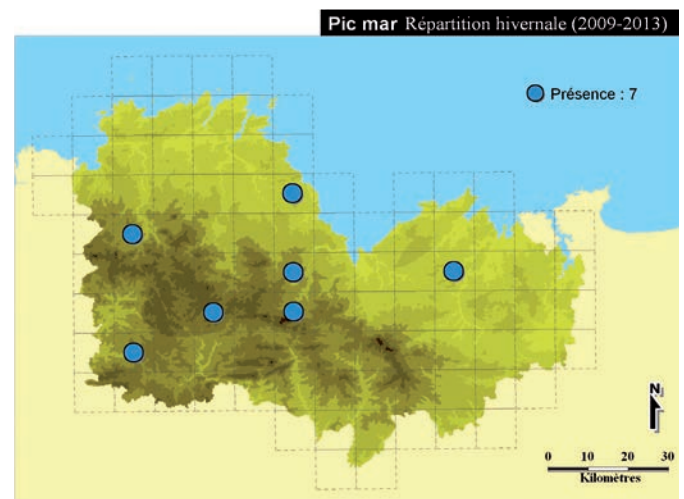 Pic mar Répartition hivernale (2009-2013)
Présence : 7
N
0 10 20 30
Kilomètres